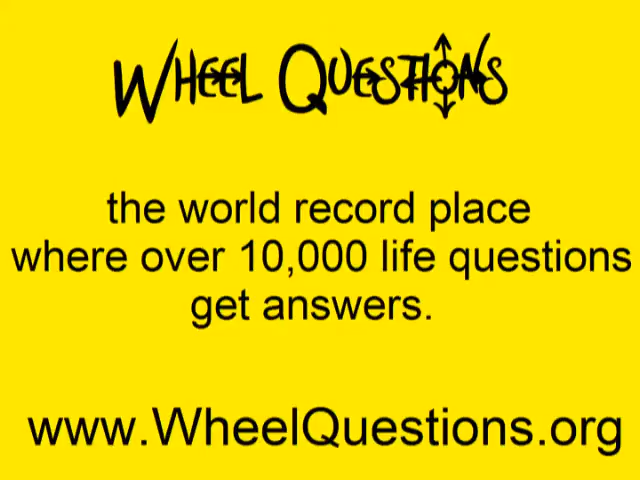 Wheel Questions
the world record place
where over 10,000 life questions
get answers.
www.WheelQuestions.org